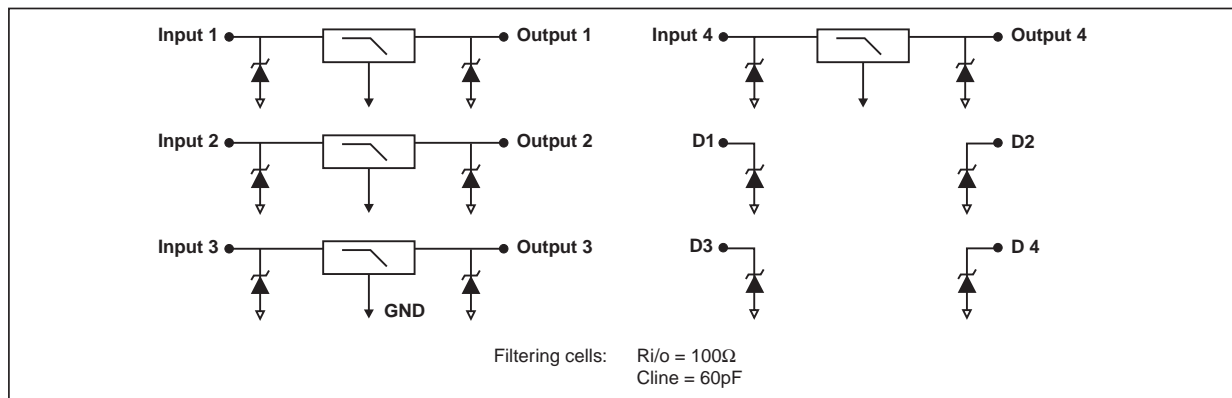 Input 1 Output 1 Input 4 Output 4
Input 2 Output 2 D1 D2
Input 3 Output 3 D3 D 4
GND
Filtering cells: Ri/o = 100Ω
Cline = 60pF